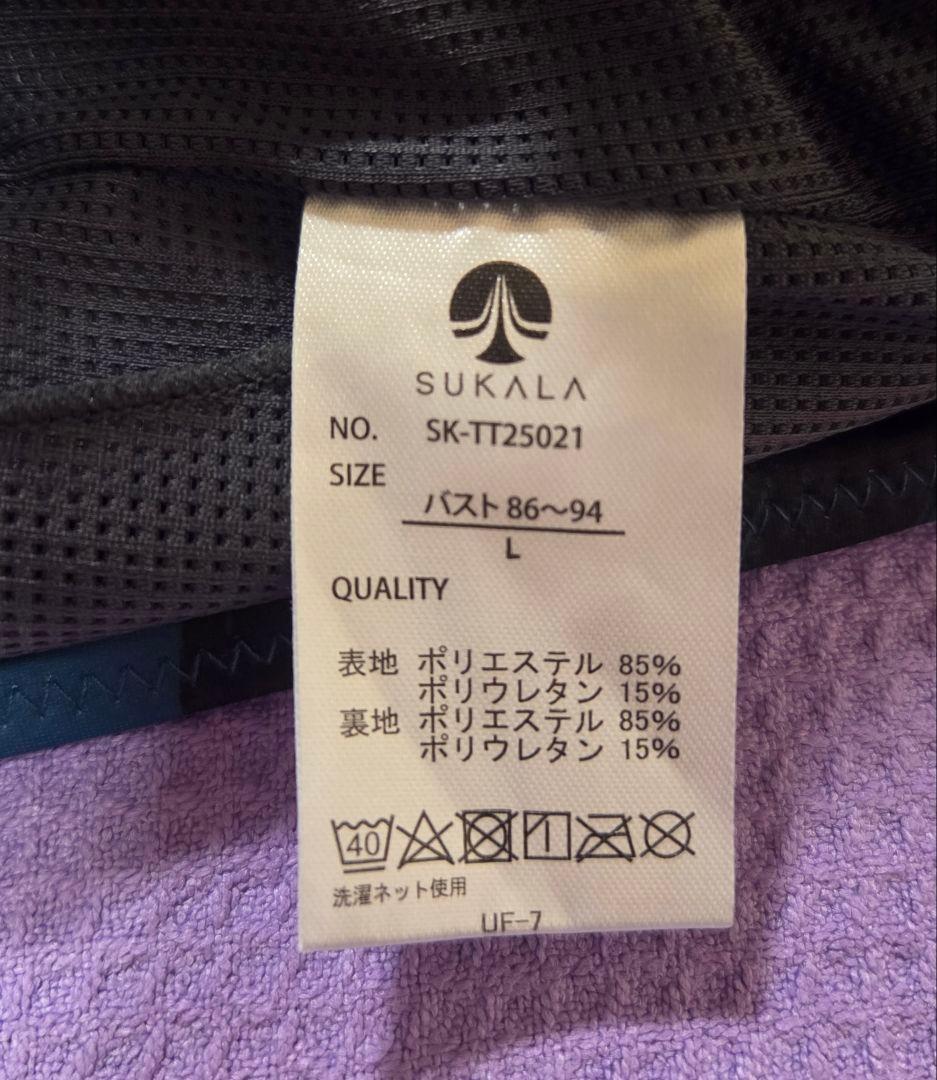 SUKALA
NO. SK-TT25021
SIZE
バスト 86〜94
L
QUALITY
表地 ポリエステル 85%
ポリウレタン 15%
裏地 ポリエステル 85%
ポリウレタン 15%
40
洗濯ネット使用
UF-7